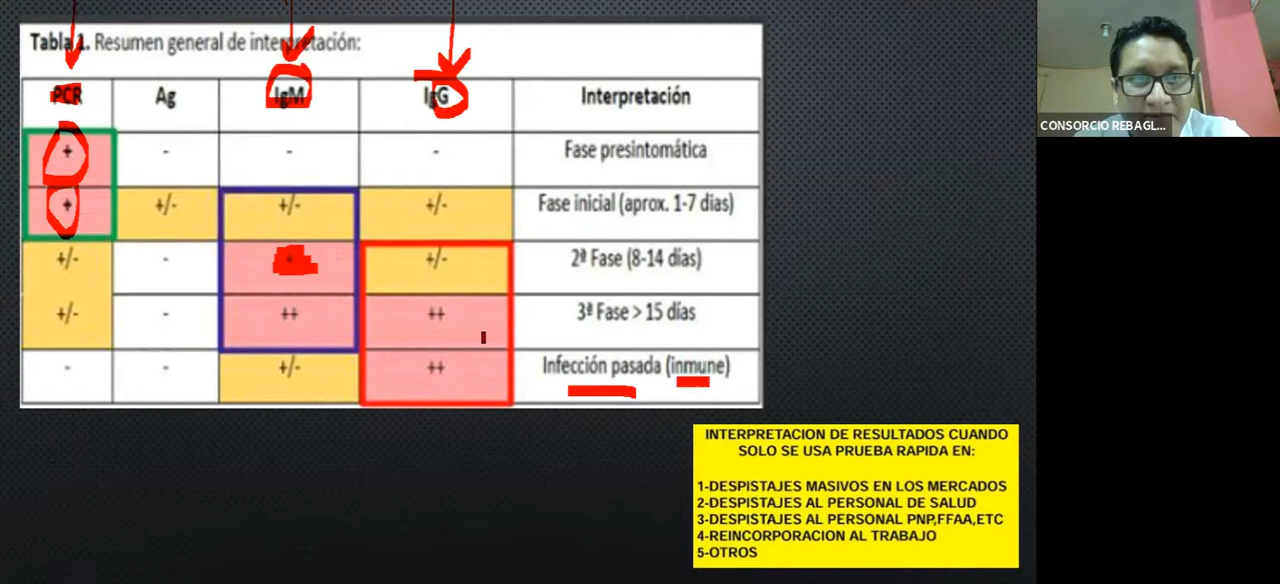 Tabla 1. Resumen general de interpretación:
PCR Ag IgM IgG Interpretación
+ - - - Fase presintomática
+ +/- +/- +/- Fase inicial (aprox. 1-7 dias)
+/- - + +/- 2ª Fase (8-14 días)
+/- - ++ ++ 3ª Fase > 15 días
- - +/- ++ Infección pasada (inmune)
CONSORCIO REBAGL...
INTERPRETACION DE RESULTADOS CUANDO
SOLO SE USA PRUEBA RAPIDA EN:
1-DESPISTAJES MASIVOS EN LOS MERCADOS
2-DESPISTAJES AL PERSONAL DE SALUD
3-DESPISTAJES AL PERSONAL PNP,FFAA,ETC
4-REINCORPORACION AL TRABAJO
5-OTROS